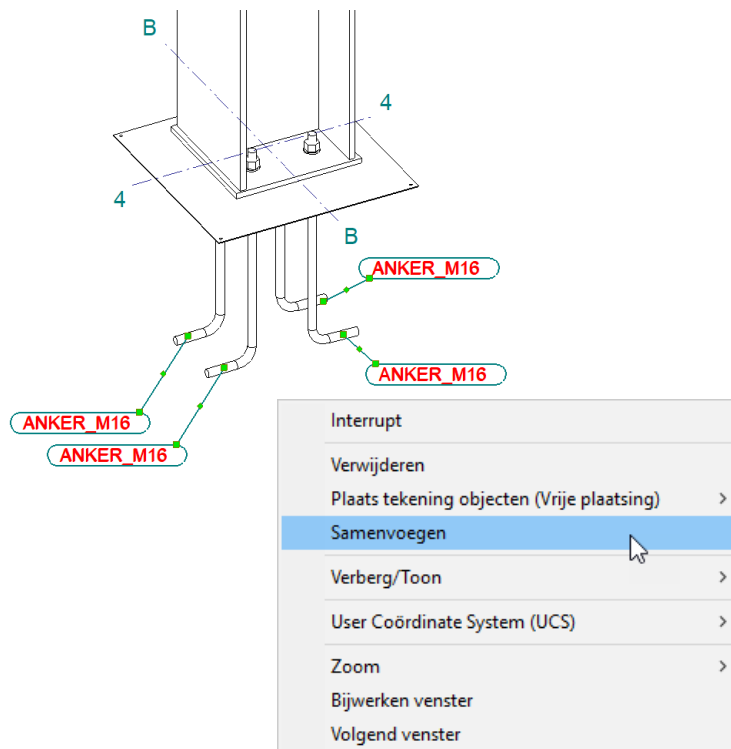 B
4
4
B
ANKER_M16
ANKER_M16
ANKER_M16
ANKER_M16
Interrupt
Verwijderen
Plaats tekening objecten (Vrije plaatsing)
Samenvoegen
Verberg/Toon
User Coördinate System (UCS)
Zoom
Bijwerken venster
Volgend venster